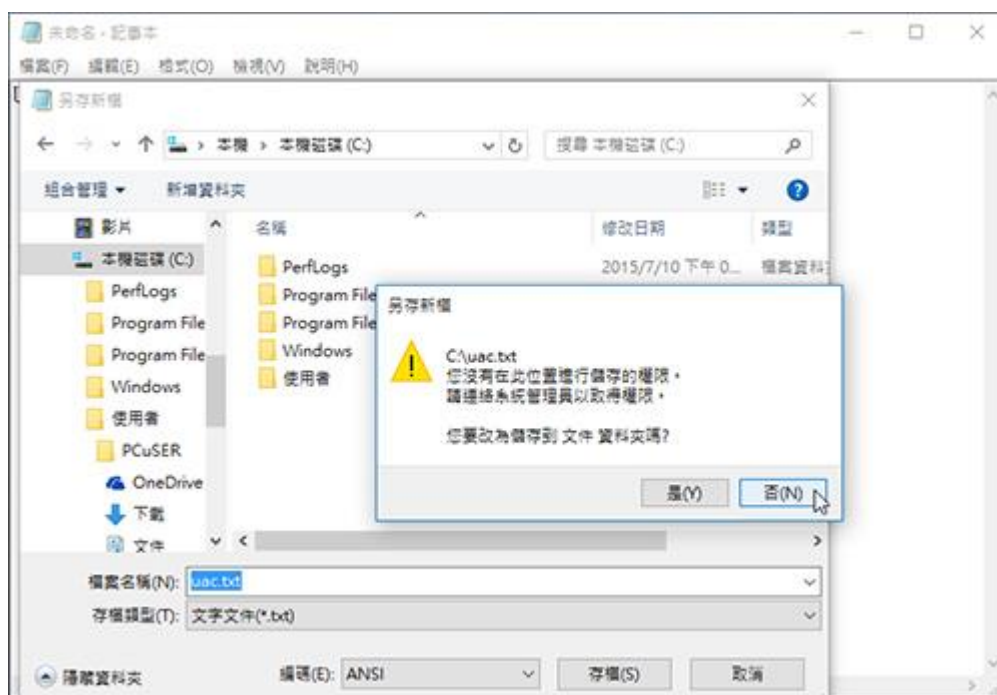 未命名 - 記事本
檔案(F) 編輯(E) 格式(O) 檢視(V) 說明(H)
另存新檔
本機 › 本機磁碟 (C:)
搜尋 本機磁碟 (C:)
組合管理 新增資料夾
影片
本機磁碟 (C:)
PerfLogs
Program File
Program File
Windows
使用者
PCuSER
OneDrive
下載
文件
名稱 修改日期 類型
PerfLogs 2015/7/10 下午 0... 檔案資料
Program File
Program File
Windows
使用者
另存新檔
C:\uac.txt
您沒有在此位置進行儲存的權限。
請連絡系統管理員以取得權限。
您要改為儲存到 文件 資料夾嗎?
是(Y) 否(N)
檔案名稱(N): uac.txt
存檔類型(T): 文字文件(*.txt)
隱藏資料夾 編碼(E): ANSI 存檔(S) 取消